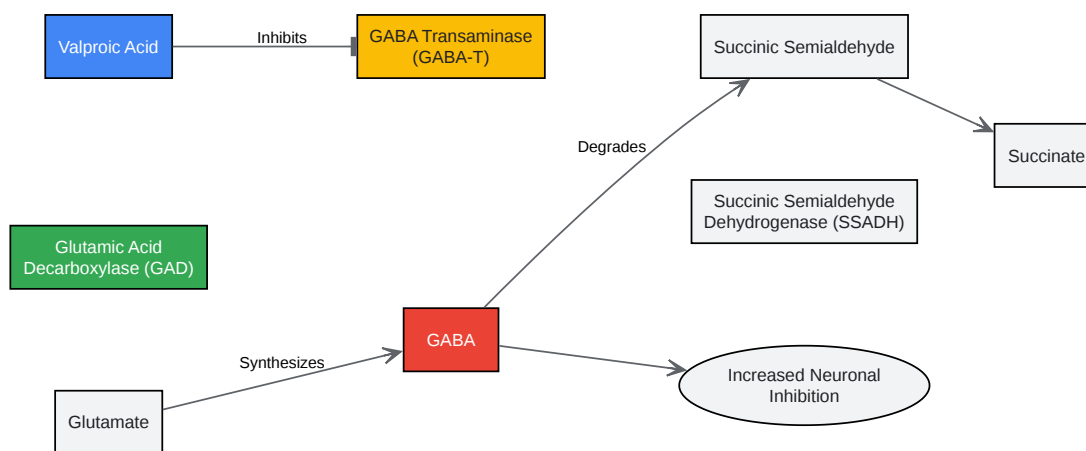 Valproic Acid
Inhibits
GABA Transaminase
(GABA-T)
Succinic Semialdehyde
Degrades
Succinate
Succinic Semialdehyde
Dehydrogenase (SSADH)
Glutamic Acid
Decarboxylase (GAD)
GABA
Synthesizes
Increased Neuronal
Inhibition
Glutamate